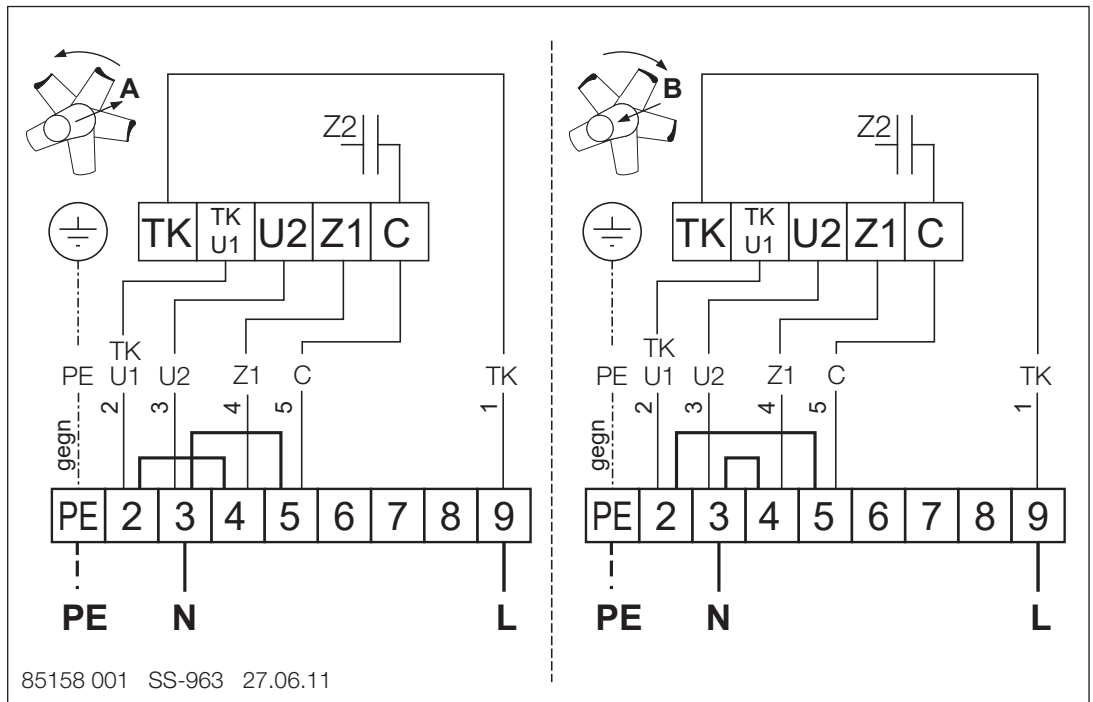 A
Z2
TK TK U1 U2 Z1 C
TK
PE U1 U2 Z1 C TK
gegn 2 3 4 5 1
PE 2 3 4 5 6 7 8 9
PE N L
B
Z2
TK TK U1 U2 Z1 C
TK
PE U1 U2 Z1 C TK
gegn 2 3 4 5 1
PE 2 3 4 5 6 7 8 9
PE N L
85158 001 SS-963 27.06.11